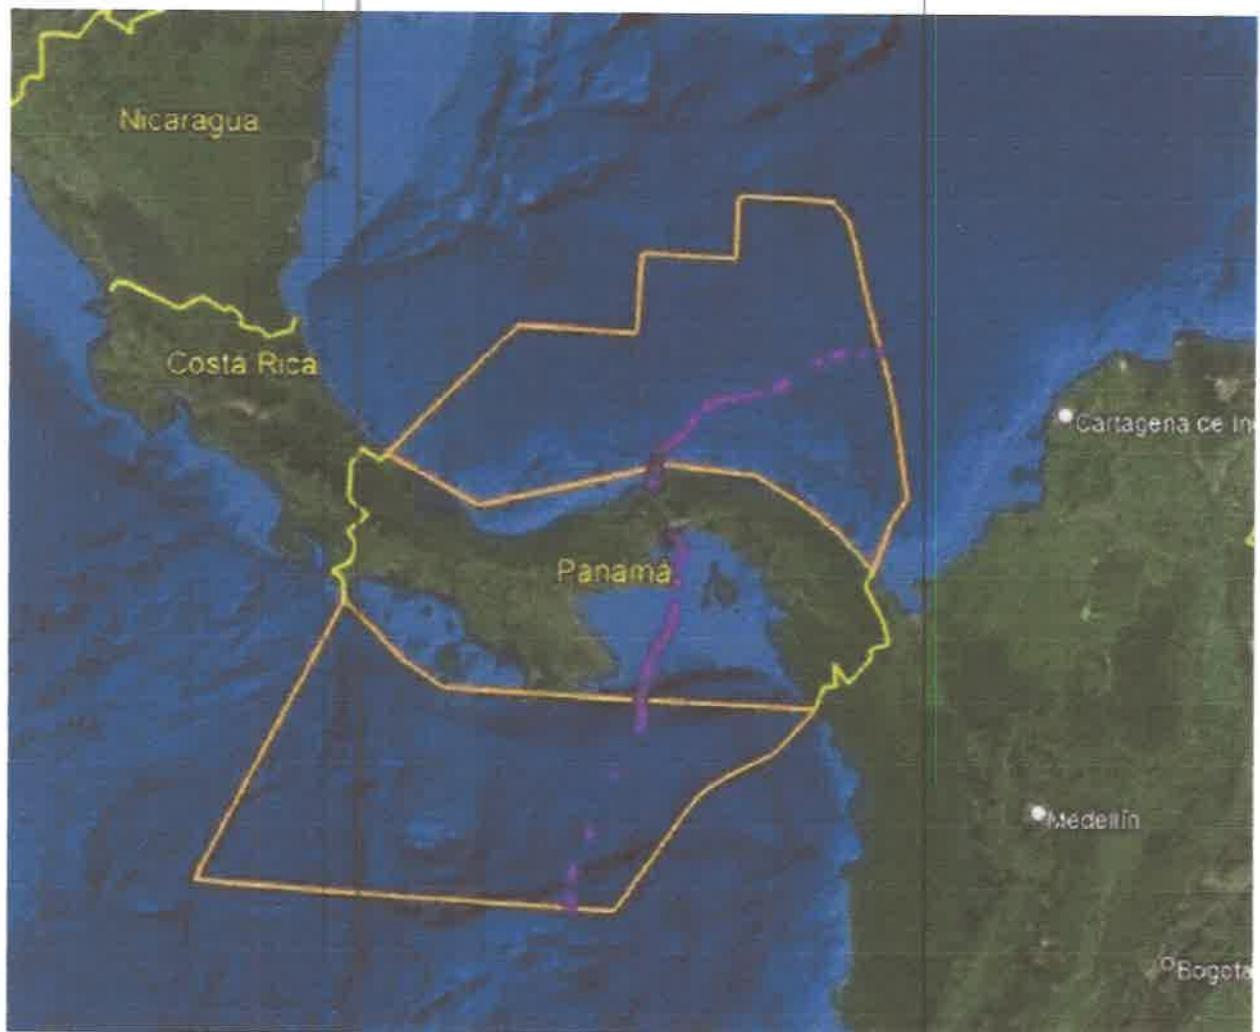 Nicaragua
Costa Rica
Cartagena de In
Panamá
Medellín
Bogota